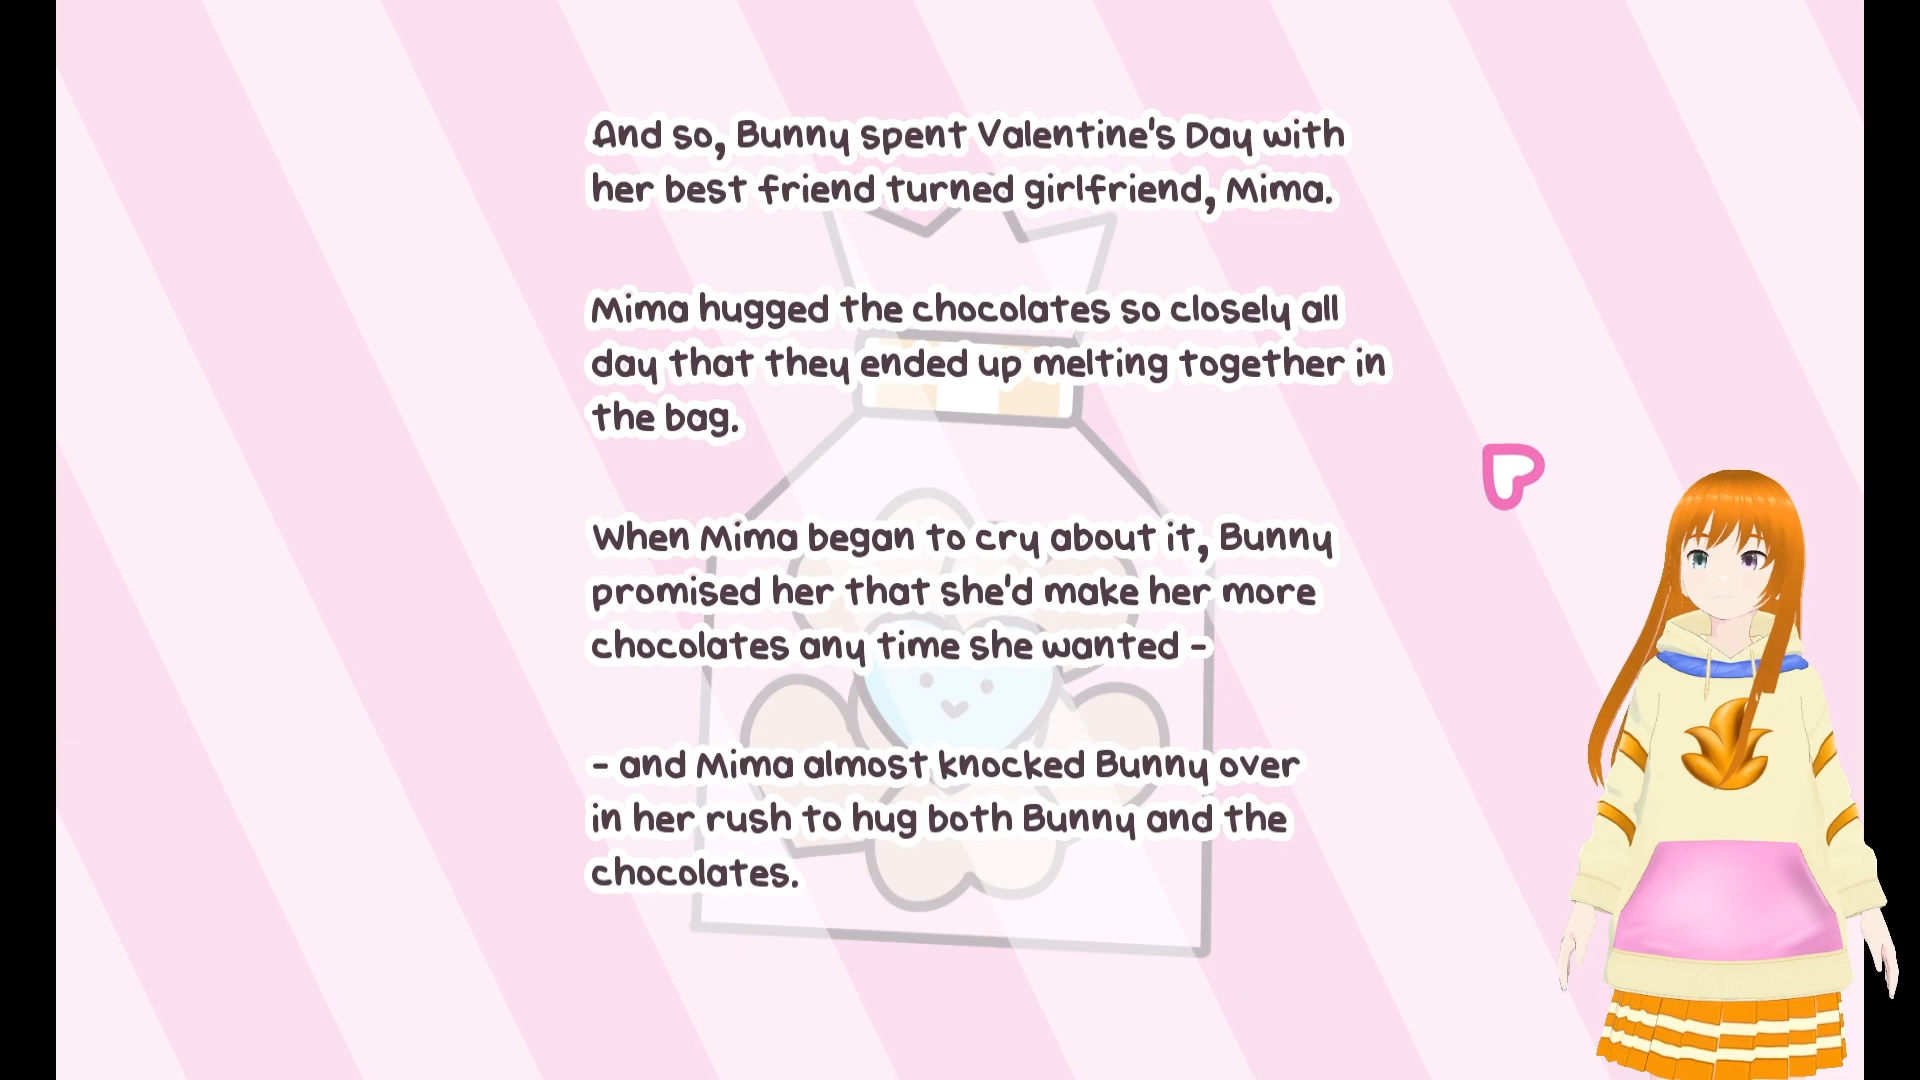 And so, Bunny spent Valentine's Day with
her best friend turned girlfriend, Mima.
Mima hugged the chocolates so closely all
day that they ended up melting together in
the bag.
When Mima began to cry about it, Bunny
promised her that she'd make her more
chocolates any time she wanted -
- and Mima almost knocked Bunny over
in her rush to hug both Bunny and the
chocolates.